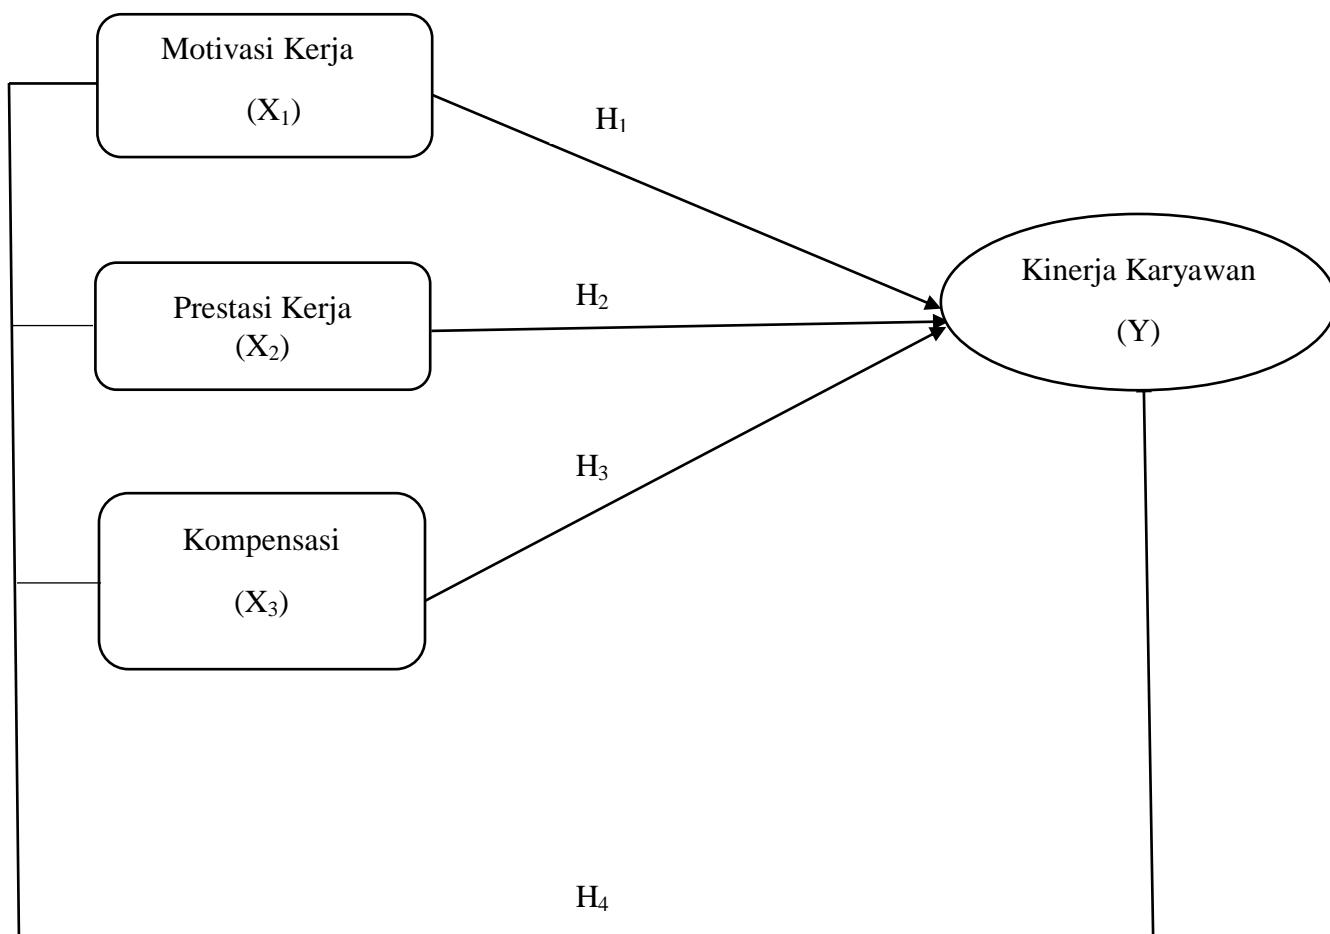 Motivasi Kerja
(X₁)
H₁
Prestasi Kerja
(X₂)
H₂
Kinerja Karyawan
(Y)
H₃
Kompensasi
(X₃)
H₄